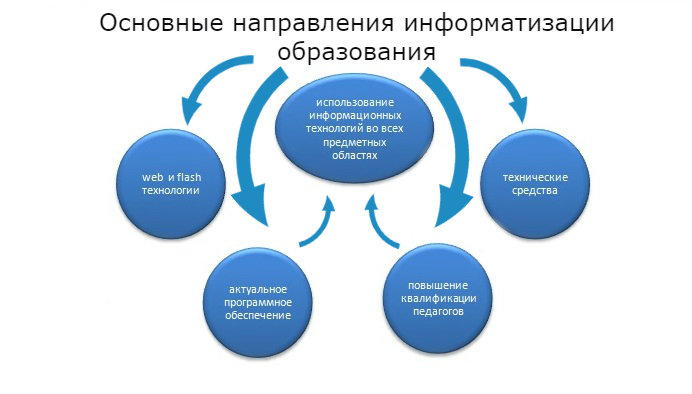 Основные направления информатизации
образования
использование
информационных
технологий во всех
предметных
областях
web и flash
технологии
технические
средства
актуальное
программное
обеспечение
повышение
квалификации
педагогов